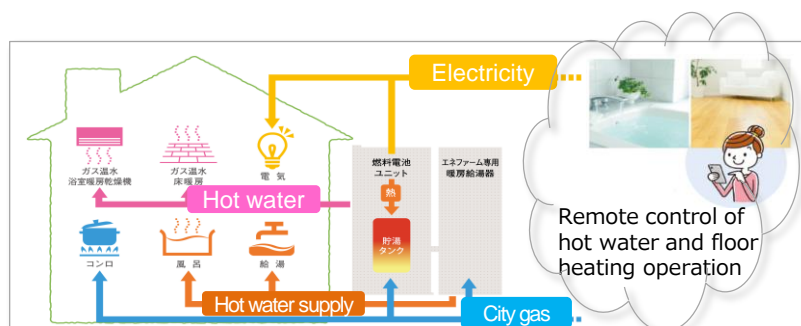 Electricity
ガス温水
浴室暖房乾燥機
ガス温水
床暖房
電気
燃料電池
ユニット
エネファーム専用
暖房給湯器
熱
Hot water
貯湯
タンク
コンロ
風呂
給湯
Hot water supply
City gas
Remote control of
hot water and floor
heating operation